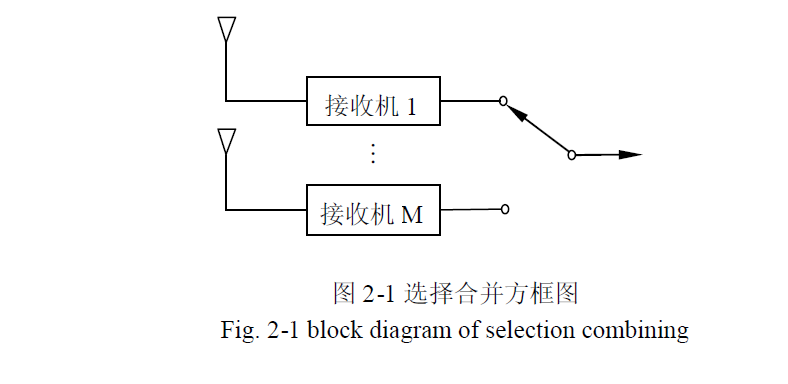 接收机 1
⋮
接收机 M
图 2-1 选择合并方框图
Fig. 2-1 block diagram of selection combining